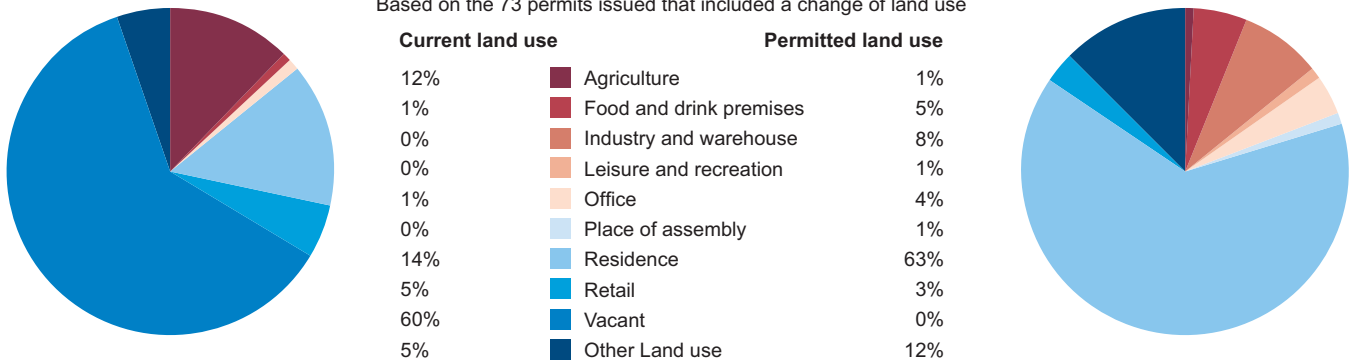 Based on the 73 permits issued that included a change of land use
Current land use Permitted land use
12% Agriculture 1%
1% Food and drink premises 5%
0% Industry and warehouse 8%
0% Leisure and recreation 1%
1% Office 4%
0% Place of assembly 1%
14% Residence 63%
5% Retail 3%
60% Vacant 0%
5% Other Land use 12%